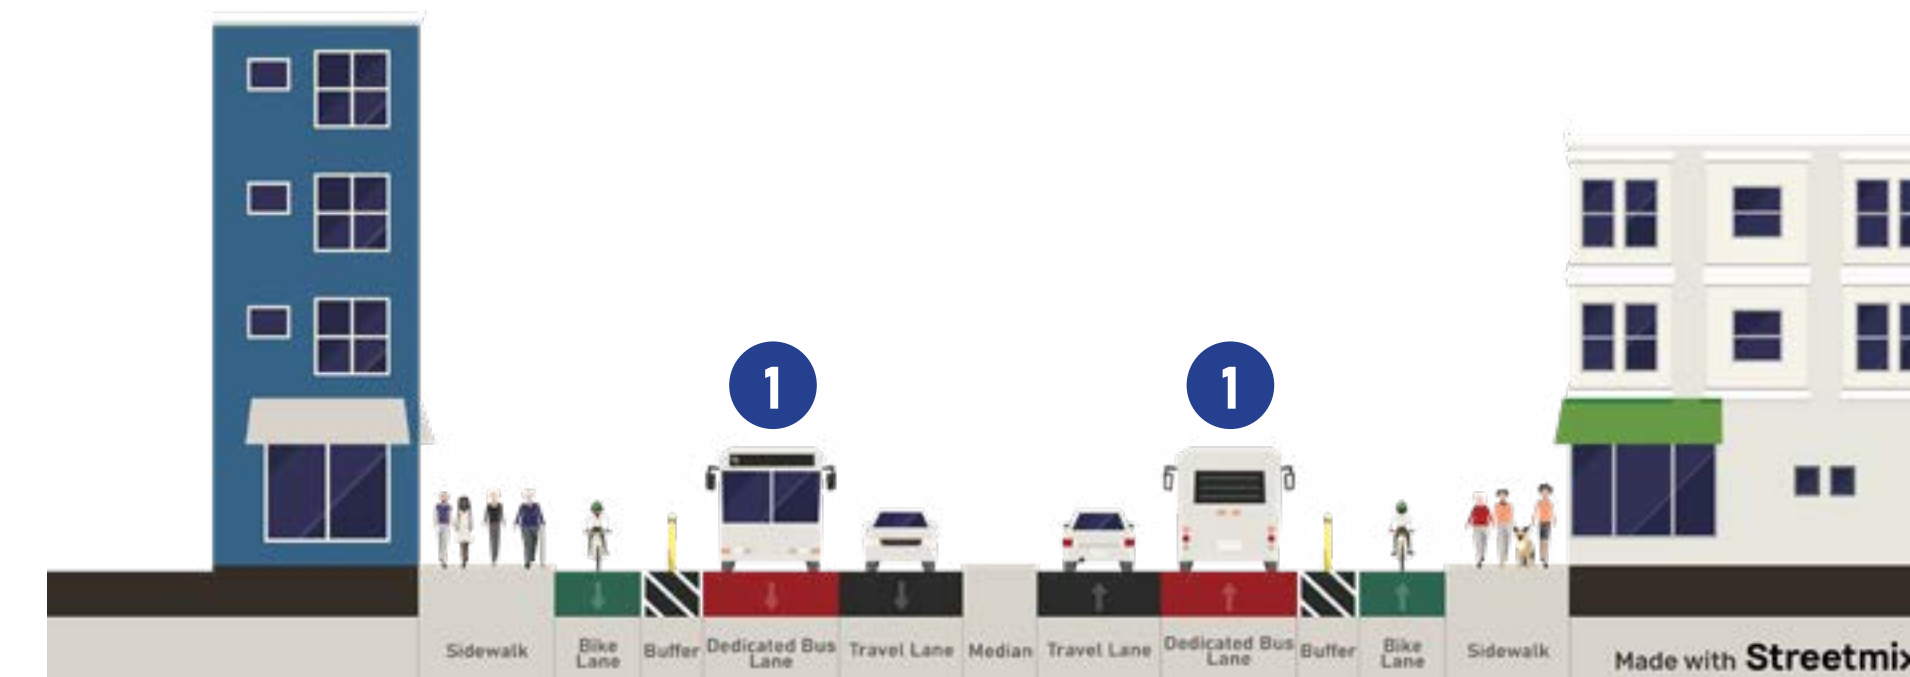 1
1
Sidewalk
Bike
Lane
Buffer
Dedicated Bus
Lane
Travel Lane
Median
Travel Lane
Dedicated Bus
Lane
Buffer
Bike
Lane
Sidewalk
Made with Streetmix